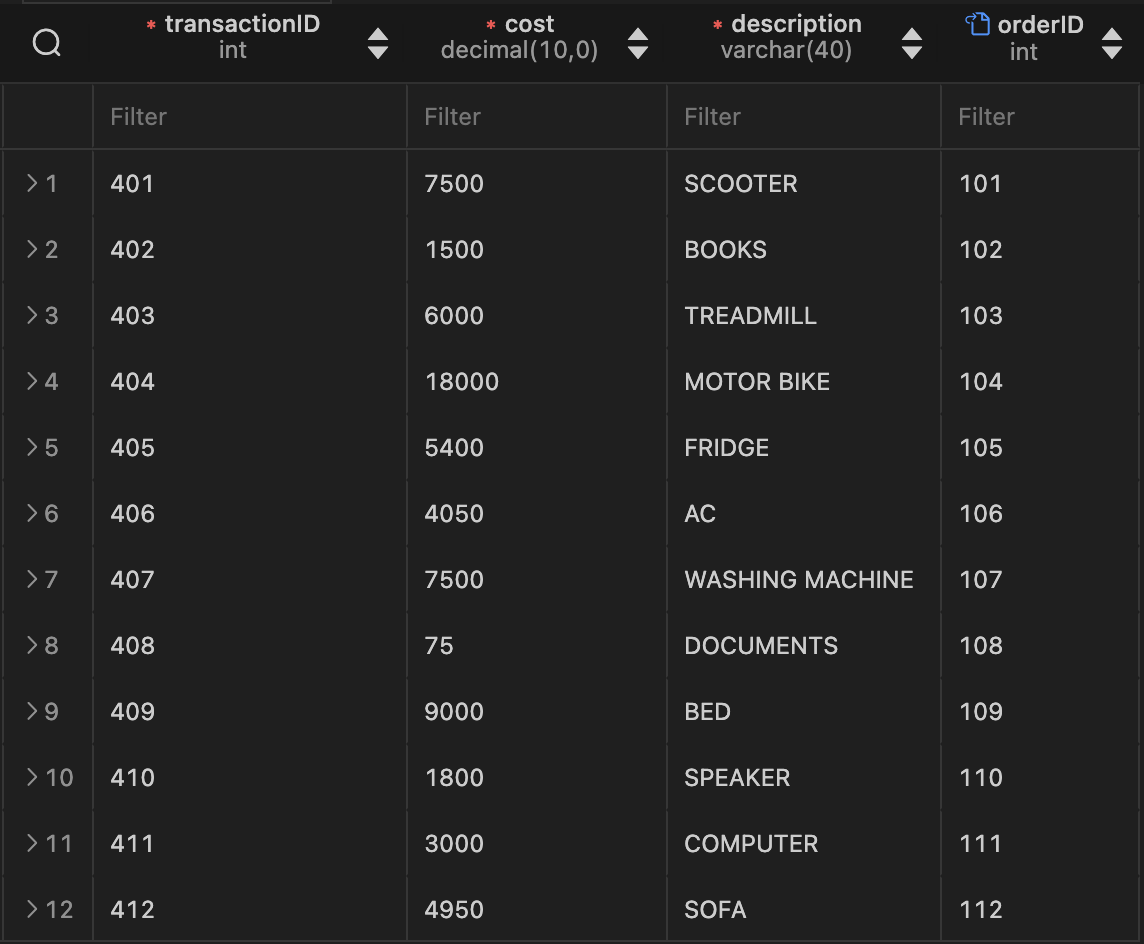 * transactionID * cost * description orderID
int decimal(10,0) varchar(40) int
Filter Filter Filter Filter
> 1 401 7500 SCOOTER 101
> 2 402 1500 BOOKS 102
> 3 403 6000 TREADMILL 103
> 4 404 18000 MOTOR BIKE 104
> 5 405 5400 FRIDGE 105
> 6 406 4050 AC 106
> 7 407 7500 WASHING MACHINE 107
> 8 408 75 DOCUMENTS 108
> 9 409 9000 BED 109
> 10 410 1800 SPEAKER 110
> 11 411 3000 COMPUTER 111
> 12 412 4950 SOFA 112